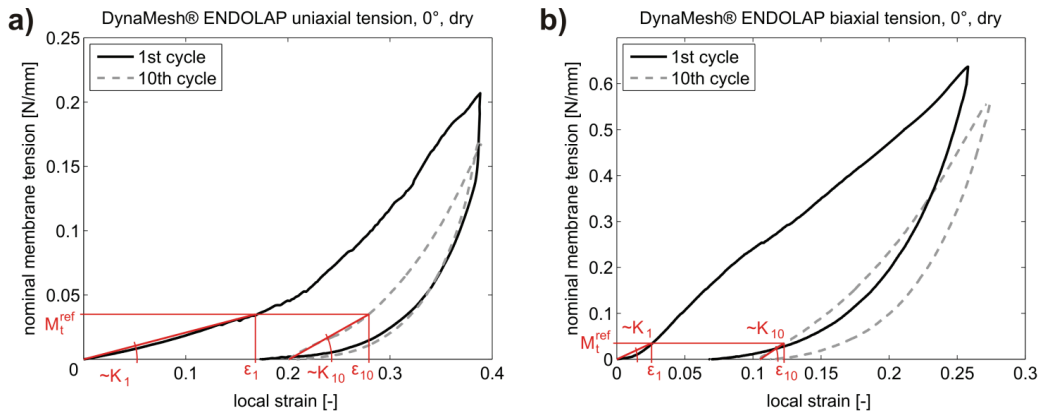 a)
DynaMesh® ENDOLAP uniaxial tension, 0°, dry
nominal membrane tension [N/mm]
0.25
0.2
0.15
0.1
0.05
0
1st cycle
10th cycle
M_t^ref
~K_1
ε_1
~K_10
ε_10
0
0.1
0.2
0.3
0.4
local strain [-]
b)
DynaMesh® ENDOLAP biaxial tension, 0°, dry
nominal membrane tension [N/mm]
0.6
0.5
0.4
0.3
0.2
0.1
0
1st cycle
10th cycle
M_t^ref
~K_1
ε_1
~K_10
ε_10
0
0.05
0.1
0.15
0.2
0.25
0.3
local strain [-]